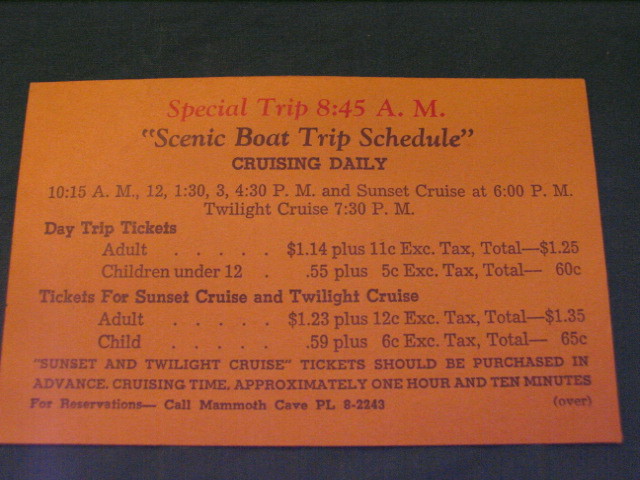 Special Trip 8:45 A. M.
"Scenic Boat Trip Schedule"
CRUISING DAILY
10:15 A. M., 12, 1:30, 3, 4:30 P. M. and Sunset Cruise at 6:00 P. M.
Twilight Cruise 7:30 P. M.
Day Trip Tickets
Adult . . . . . $1.14 plus 11c Exc. Tax, Total—$1.25
Children under 12 . .55 plus 5c Exc. Tax, Total— 60c
Tickets For Sunset Cruise and Twilight Cruise
Adult . . . . . $1.23 plus 12c Exc. Tax, Total—$1.35
Child . . . . . .59 plus 6c Exc. Tax, Total— 65c
"SUNSET AND TWILIGHT CRUISE" TICKETS SHOULD BE PURCHASED IN
ADVANCE. CRUISING TIME, APPROXIMATELY ONE HOUR AND TEN MINUTES
For Reservations— Call Mammoth Cave PL 8-2243 (over)